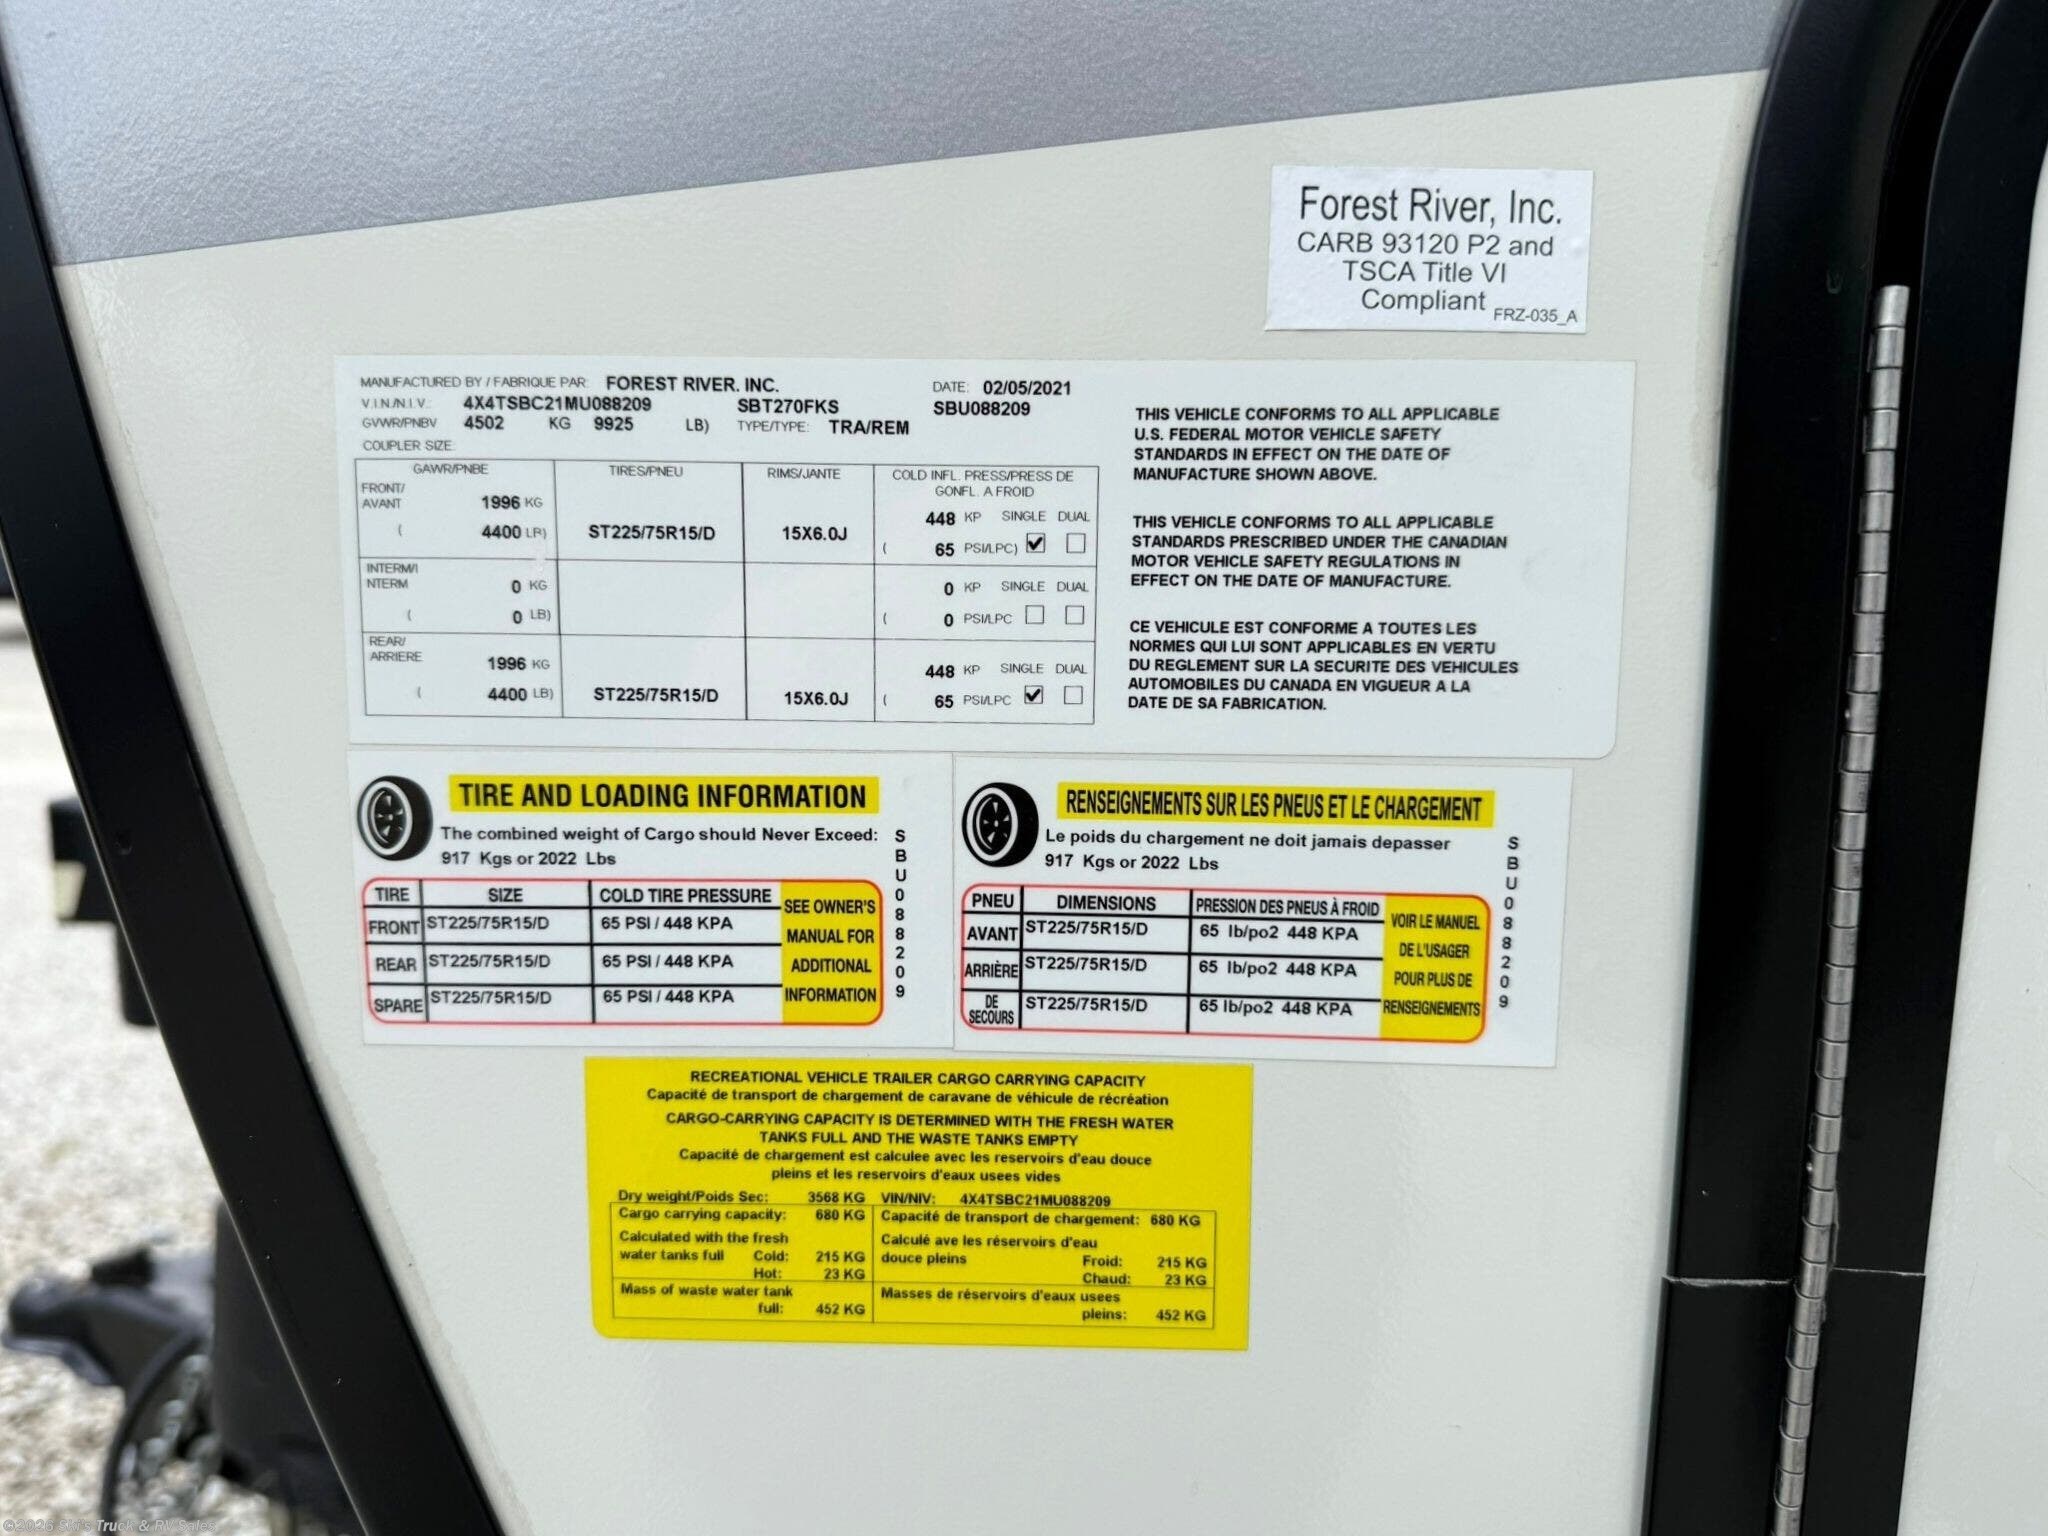 Forest River, Inc.
CARB 93120 P2 and
TSCA Title VI
Compliant FRZ-035_A
MANUFACTURED BY / FABRIQUE PAR: FOREST RIVER, INC. DATE: 02/05/2021
V.I.N./N.I.V.: 4X4TSBC21MU088209 SBT270FKS SBU088209
GVWR/PNBV 4502 KG 9925 LB) TYPE/TYPE: TRA/REM
COUPLER SIZE:
GAWR/PNBE TIRES/PNEU RIMS/JANTE COLD INFL. PRESS/PRESS DE
GONFL. A FROID
FRONT/
AVANT 1996 KG 448 KP SINGLE DUAL
( 4400 LB) ST225/75R15/D 15X6.0J ( 65 PSI/LPC)
INTERM/I
NTERM 0 KG 0 KP SINGLE DUAL
( 0 LB) ( 0 PSI/LPC
REAR/
ARRIERE 1996 KG 448 KP SINGLE DUAL
( 4400 LB) ST225/75R15/D 15X6.0J ( 65 PSI/LPC
THIS VEHICLE CONFORMS TO ALL APPLICABLE
U.S. FEDERAL MOTOR VEHICLE SAFETY
STANDARDS IN EFFECT ON THE DATE OF
MANUFACTURE SHOWN ABOVE.
THIS VEHICLE CONFORMS TO ALL APPLICABLE
STANDARDS PRESCRIBED UNDER THE CANADIAN
MOTOR VEHICLE SAFETY REGULATIONS IN
EFFECT ON THE DATE OF MANUFACTURE.
CE VEHICULE EST CONFORME A TOUTES LES
NORMES QUI LUI SONT APPLICABLES EN VERTU
DU REGLEMENT SUR LA SECURITE DES VEHICULES
AUTOMOBILES DU CANADA EN VIGUEUR A LA
DATE DE SA FABRICATION.
TIRE AND LOADING INFORMATION
The combined weight of Cargo should Never Exceed:
917 Kgs or 2022 Lbs
TIRE SIZE COLD TIRE PRESSURE
FRONT ST225/75R15/D 65 PSI / 448 KPA
REAR ST225/75R15/D 65 PSI / 448 KPA
SPARE ST225/75R15/D 65 PSI / 448 KPA
SEE OWNER'S
MANUAL FOR
ADDITIONAL
INFORMATION
SBU088209
RENSEIGNEMENTS SUR LES PNEUS ET LE CHARGEMENT
Le poids du chargement ne doit jamais depasser
917 Kgs or 2022 Lbs
PNEU DIMENSIONS PRESSION DES PNEUS À FROID
AVANT ST225/75R15/D 65 lb/po2 448 KPA
ARRIÈRE ST225/75R15/D 65 lb/po2 448 KPA
DE
SECOURS ST225/75R15/D 65 lb/po2 448 KPA
VOIR LE MANUEL
DE L'USAGER
POUR PLUS DE
RENSEIGNEMENTS
SBU088209
RECREATIONAL VEHICLE TRAILER CARGO CARRYING CAPACITY
Capacité de transport de chargement de caravane de véhicule de récréation
CARGO-CARRYING CAPACITY IS DETERMINED WITH THE FRESH WATER
TANKS FULL AND THE WASTE TANKS EMPTY
Capacité de chargement est calculee avec les reservoirs d'eau douce
pleins et les reservoirs d'eaux usees vides
Dry weight/Poids Sec: 3568 KG VIN/NIV: 4X4TSBC21MU088209
Cargo carrying capacity: 680 KG Capacité de transport de chargement: 680 KG
Calculated with the fresh Calculé ave les réservoirs d'eau
water tanks full Cold: 215 KG douce pleins Froid: 215 KG
Hot: 23 KG Chaud: 23 KG
Mass of waste water tank Masses de réservoirs d'eaux usees
full: 452 KG pleins: 452 KG
©2026 Ski's Truck & RV Sales